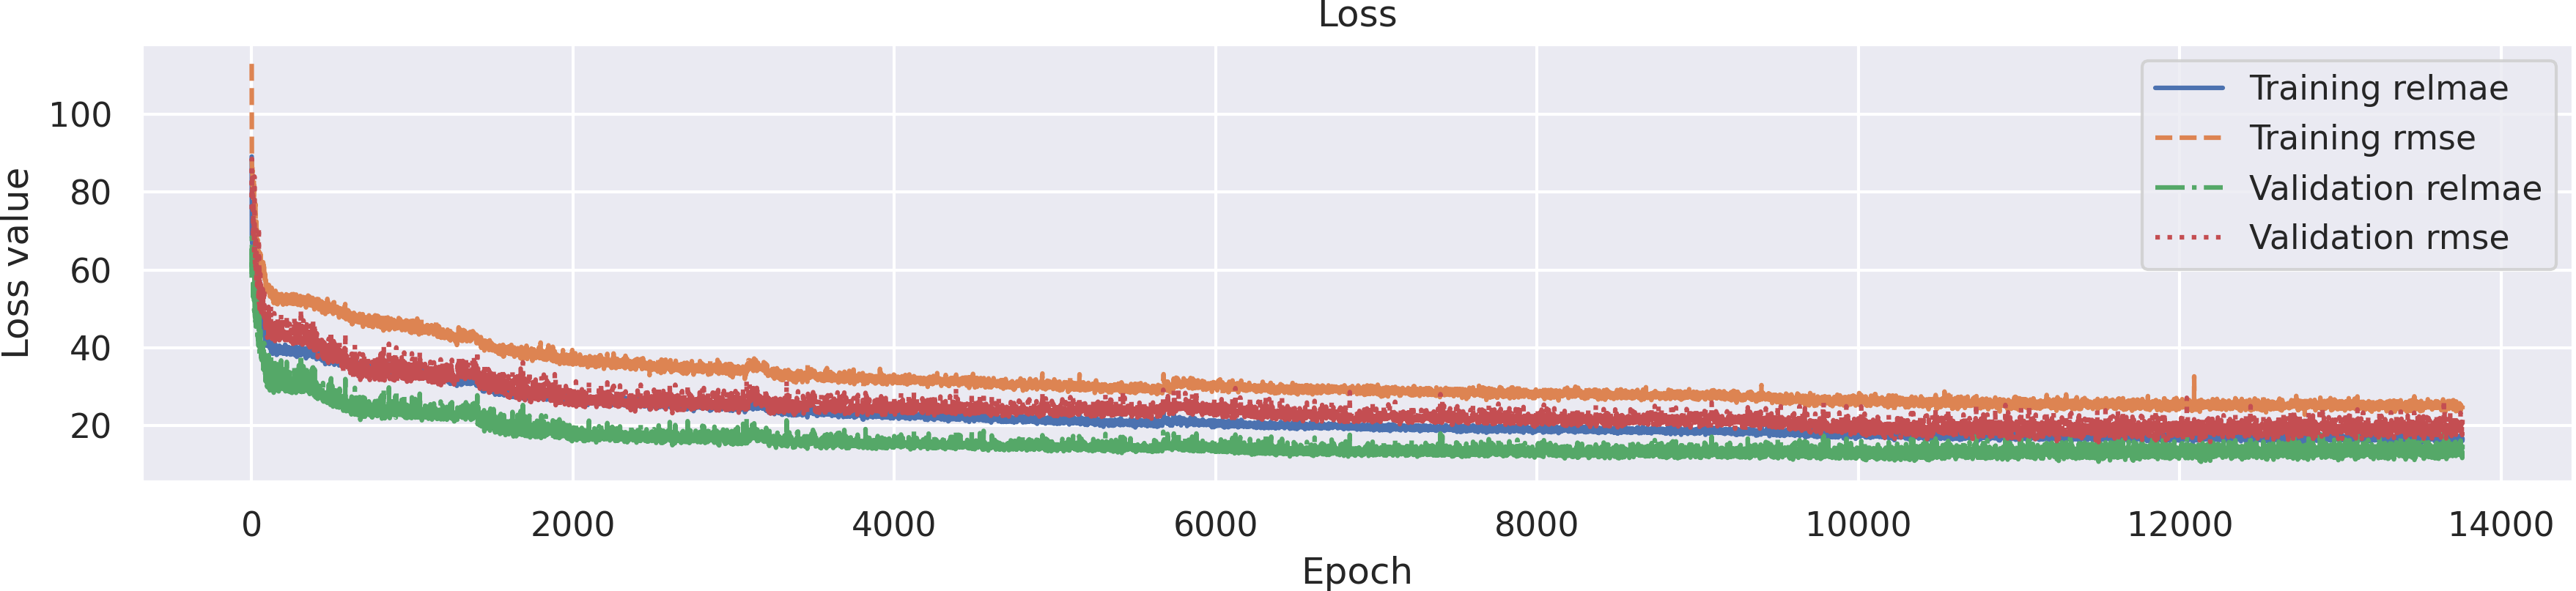 Loss
Loss value
100
80
60
40
20
Training relmae
Training rmse
Validation relmae
Validation rmse
0 2000 4000 6000 8000 10000 12000 14000
Epoch